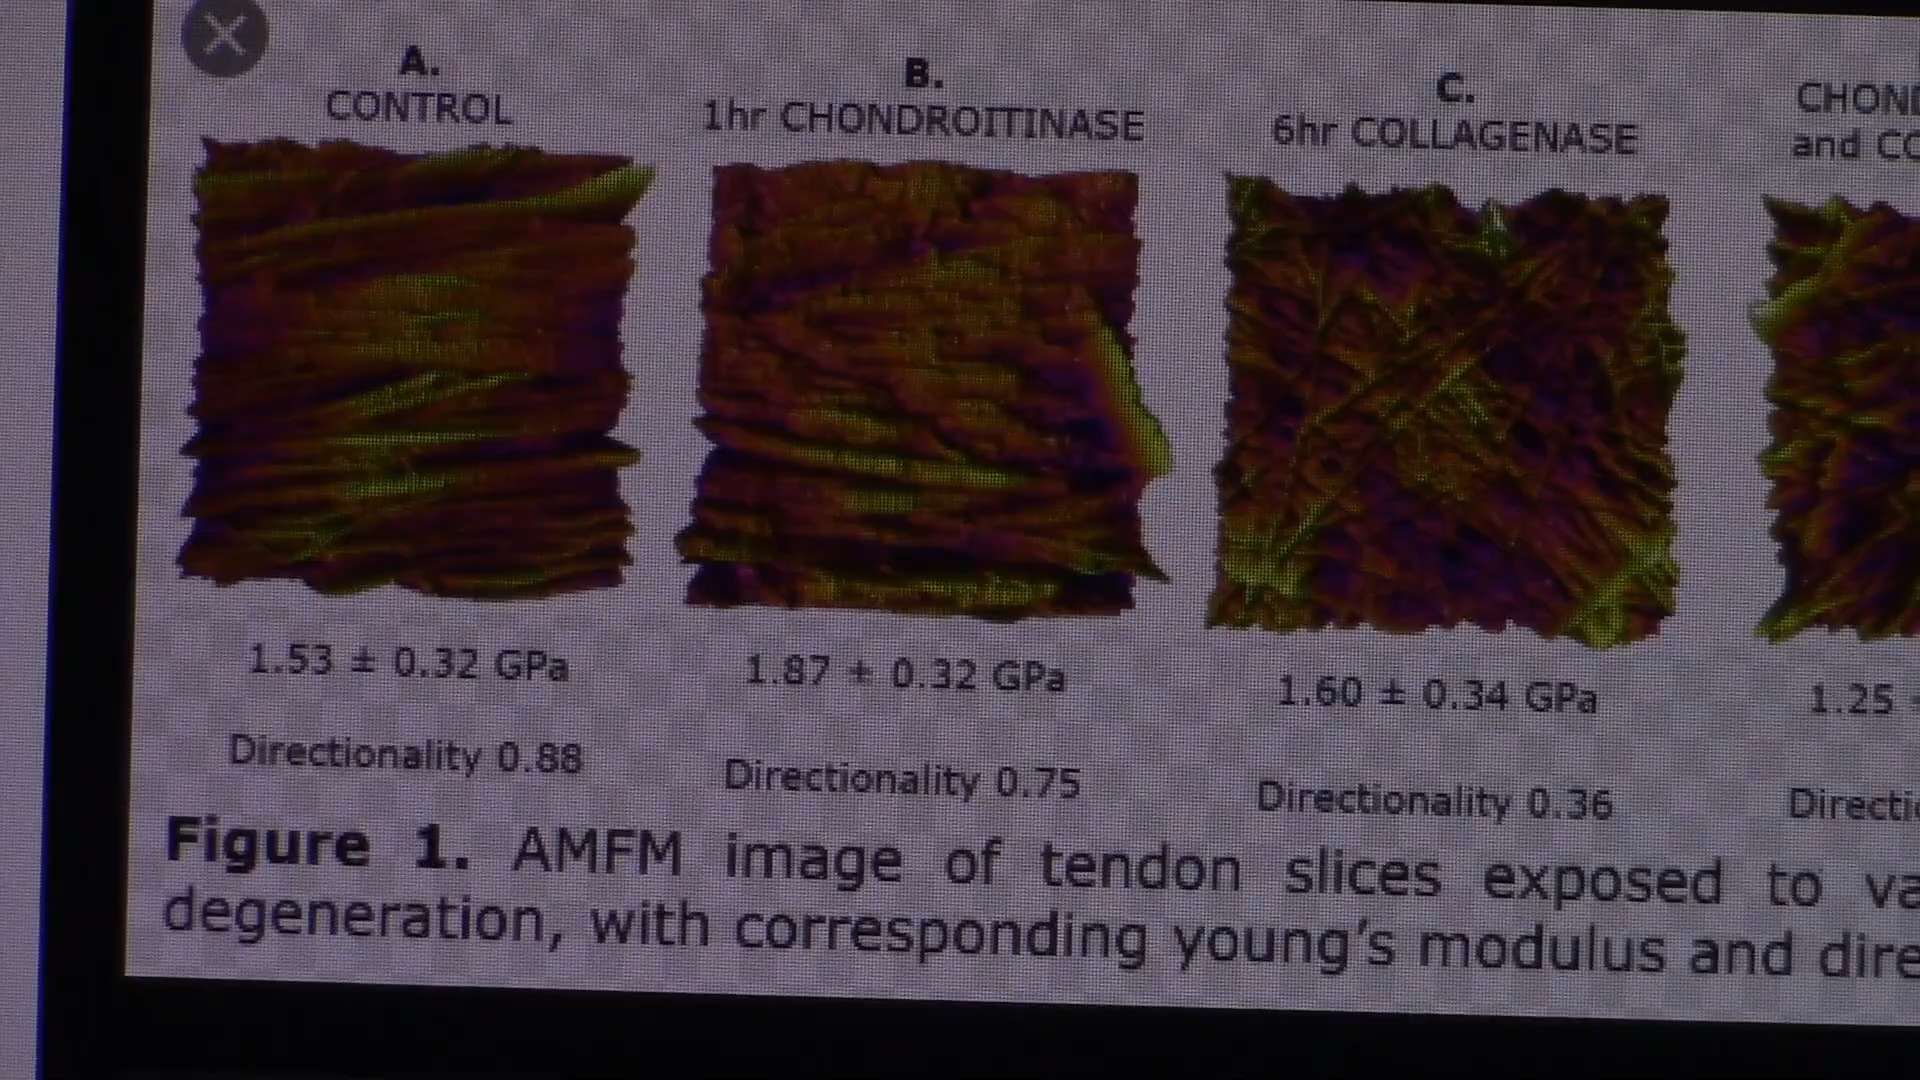 A.
CONTROL
B.
1hr CHONDROITINASE
C.
6hr COLLAGENASE
and
1.53 ± 0.32 GPa
1.87 ± 0.32 GPa
1.60 ± 0.34 GPa
1.25
Directionality 0.88
Directionality 0.75
Directionality 0.36
Figure 1. AMFM image of tendon slices exposed to
degeneration, with corresponding young's modulus and